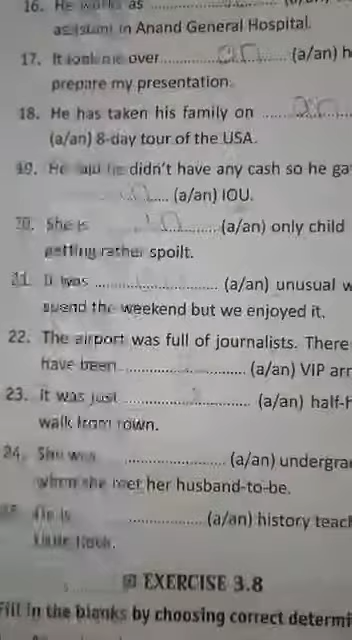 16. He works as ....................
assistant in Anand General Hospital.
17. It took me over.............. an ...... (a/an) h
prepare my presentation.
18. He has taken his family on ...... an ....
(a/an) 8-day tour of the USA.
19. He said he didn't have any cash so he ga
...... (a/an) IOU.
20. She is ............ (a/an) only child
getting rather spoilt.
21. It was .......................... (a/an) unusual w
spend the weekend but we enjoyed it.
22. The airport was full of journalists. There
have been.......................... (a/an) VIP arr
23. It was just .......................... (a/an) half-h
walk from town.
24. She was ..................... (a/an) undergra
when she met her husband-to-be.
He is ................ (a/an) history teach
EXERCISE 3.8
Fill in the blanks by choosing correct determi